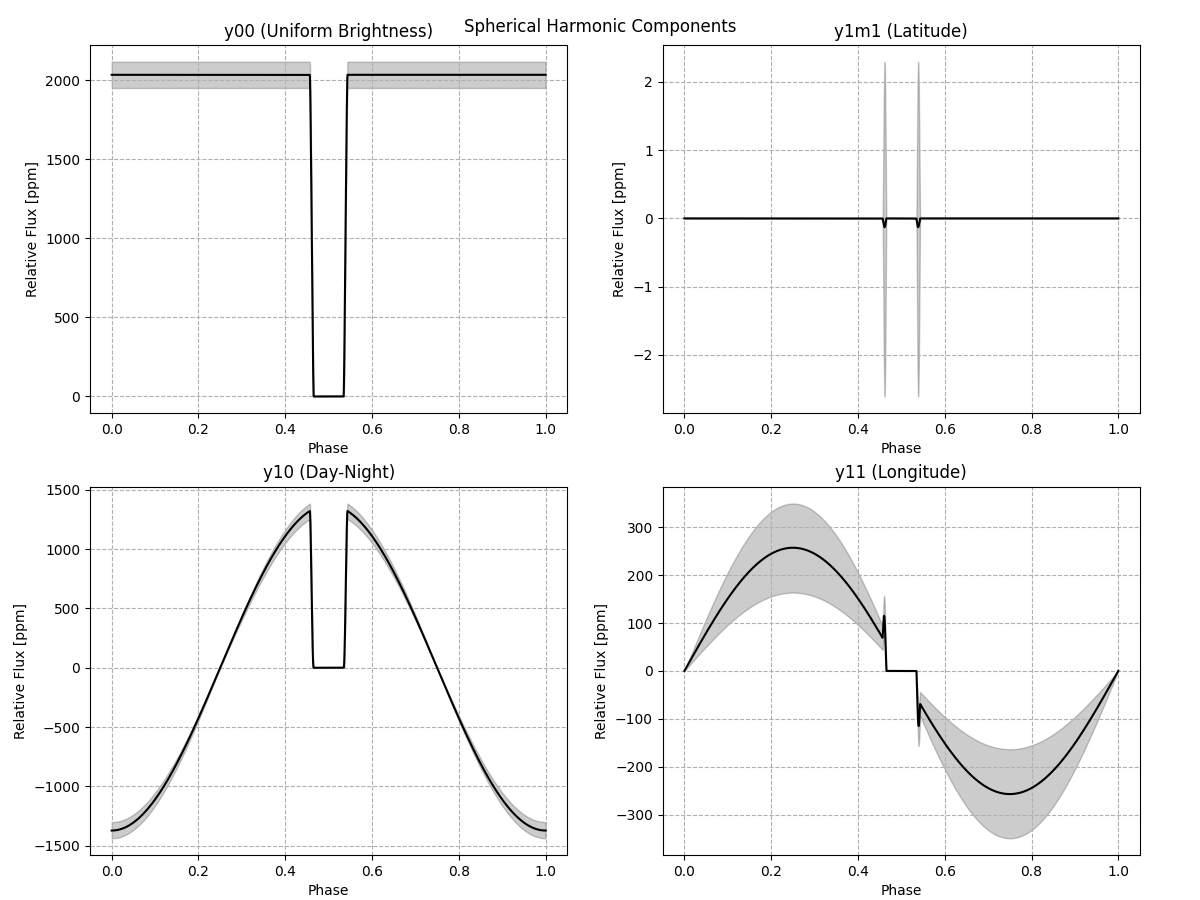 Spherical Harmonic Components
y00 (Uniform Brightness)
Relative Flux [ppm]
2000
1500
1000
500
0
0.0 0.2 0.4 0.6 0.8 1.0
Phase
y1m1 (Latitude)
Relative Flux [ppm]
2
1
0
−1
−2
0.0 0.2 0.4 0.6 0.8 1.0
Phase
y10 (Day-Night)
Relative Flux [ppm]
1500
1000
500
0
−500
−1000
−1500
0.0 0.2 0.4 0.6 0.8 1.0
Phase
y11 (Longitude)
Relative Flux [ppm]
300
200
100
0
−100
−200
−300
0.0 0.2 0.4 0.6 0.8 1.0
Phase